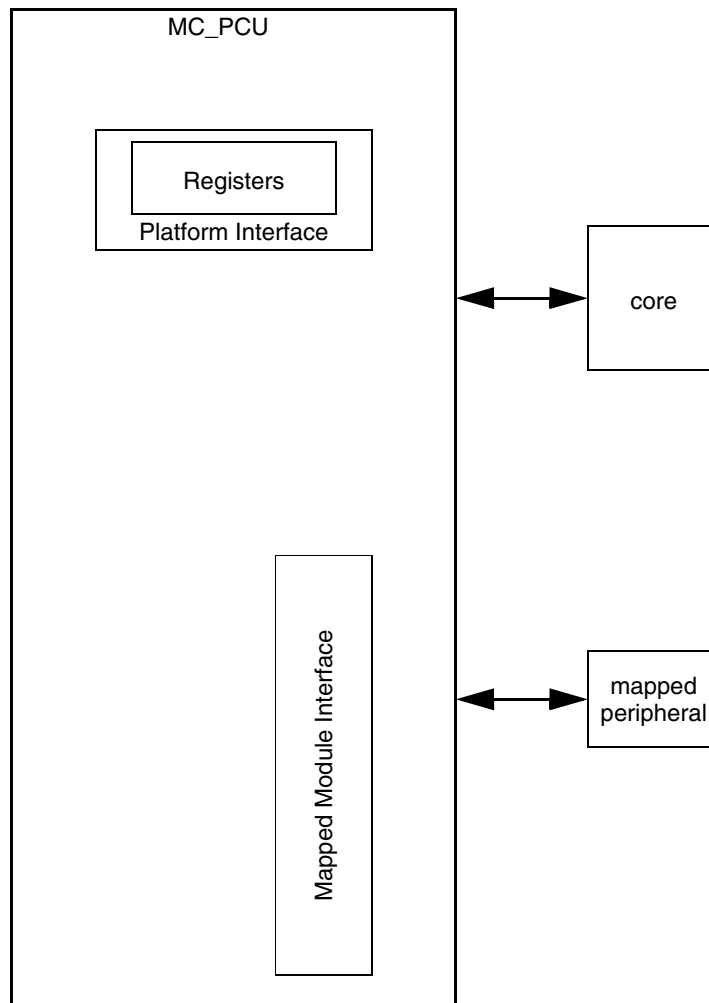 MC_PCU
Registers
Platform Interface
core
Mapped Module Interface
mapped
peripheral